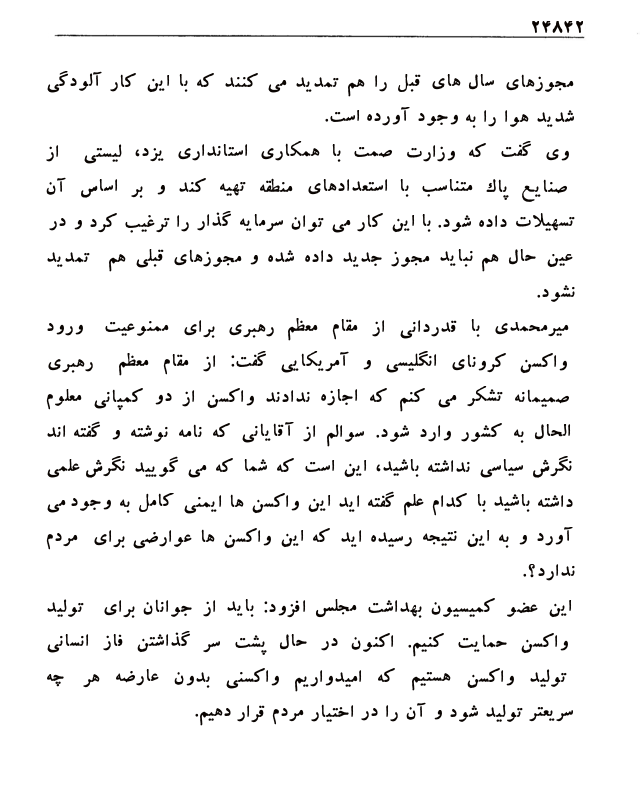 ۲۴۸۴۲
مجوزهای سال های قبل را هم تمدید می کنند که با این کار آلودگی
شدید هوا را به وجود آورده است.
وی گفت که وزارت صمت با همکاری استانداری یزد، لیستی از
صنایع پاك متناسب با استعدادهای منطقه تهیه کند و بر اساس آن
تسهیلات داده شود. با این کار می توان سرمایه گذار را ترغیب کرد و در
عین حال هم نباید مجوز جدید داده شده و مجوزهای قبلی هم تمدید
نشود.
میرمحمدی با قدردانی از مقام معظم رهبری برای ممنوعیت ورود
واکسن کرونای انگلیسی و آمریکایی گفت: از مقام معظم رهبری
صمیمانه تشکر می کنم که اجازه ندادند واکسن از دو کمپانی معلوم
الحال به کشور وارد شود. سوالم از آقایانی که نامه نوشته و گفته اند
نگرش سیاسی نداشته باشید، این است که شما که می گویید نگرش علمی
داشته باشید با کدام علم گفته اید این واکسن ها ایمنی کامل به وجود می
آورد و به این نتیجه رسیده اید که این واکسن ها عوارضی برای مردم
ندارد؟.
این عضو کمیسیون بهداشت مجلس افزود: باید از جوانان برای تولید
واکسن حمایت کنیم. اکنون در حال پشت سر گذاشتن فاز انسانی
تولید واکسن هستیم که امیدواریم واکسنی بدون عارضه هر چه
سریعتر تولید شود و آن را در اختیار مردم قرار دهیم.